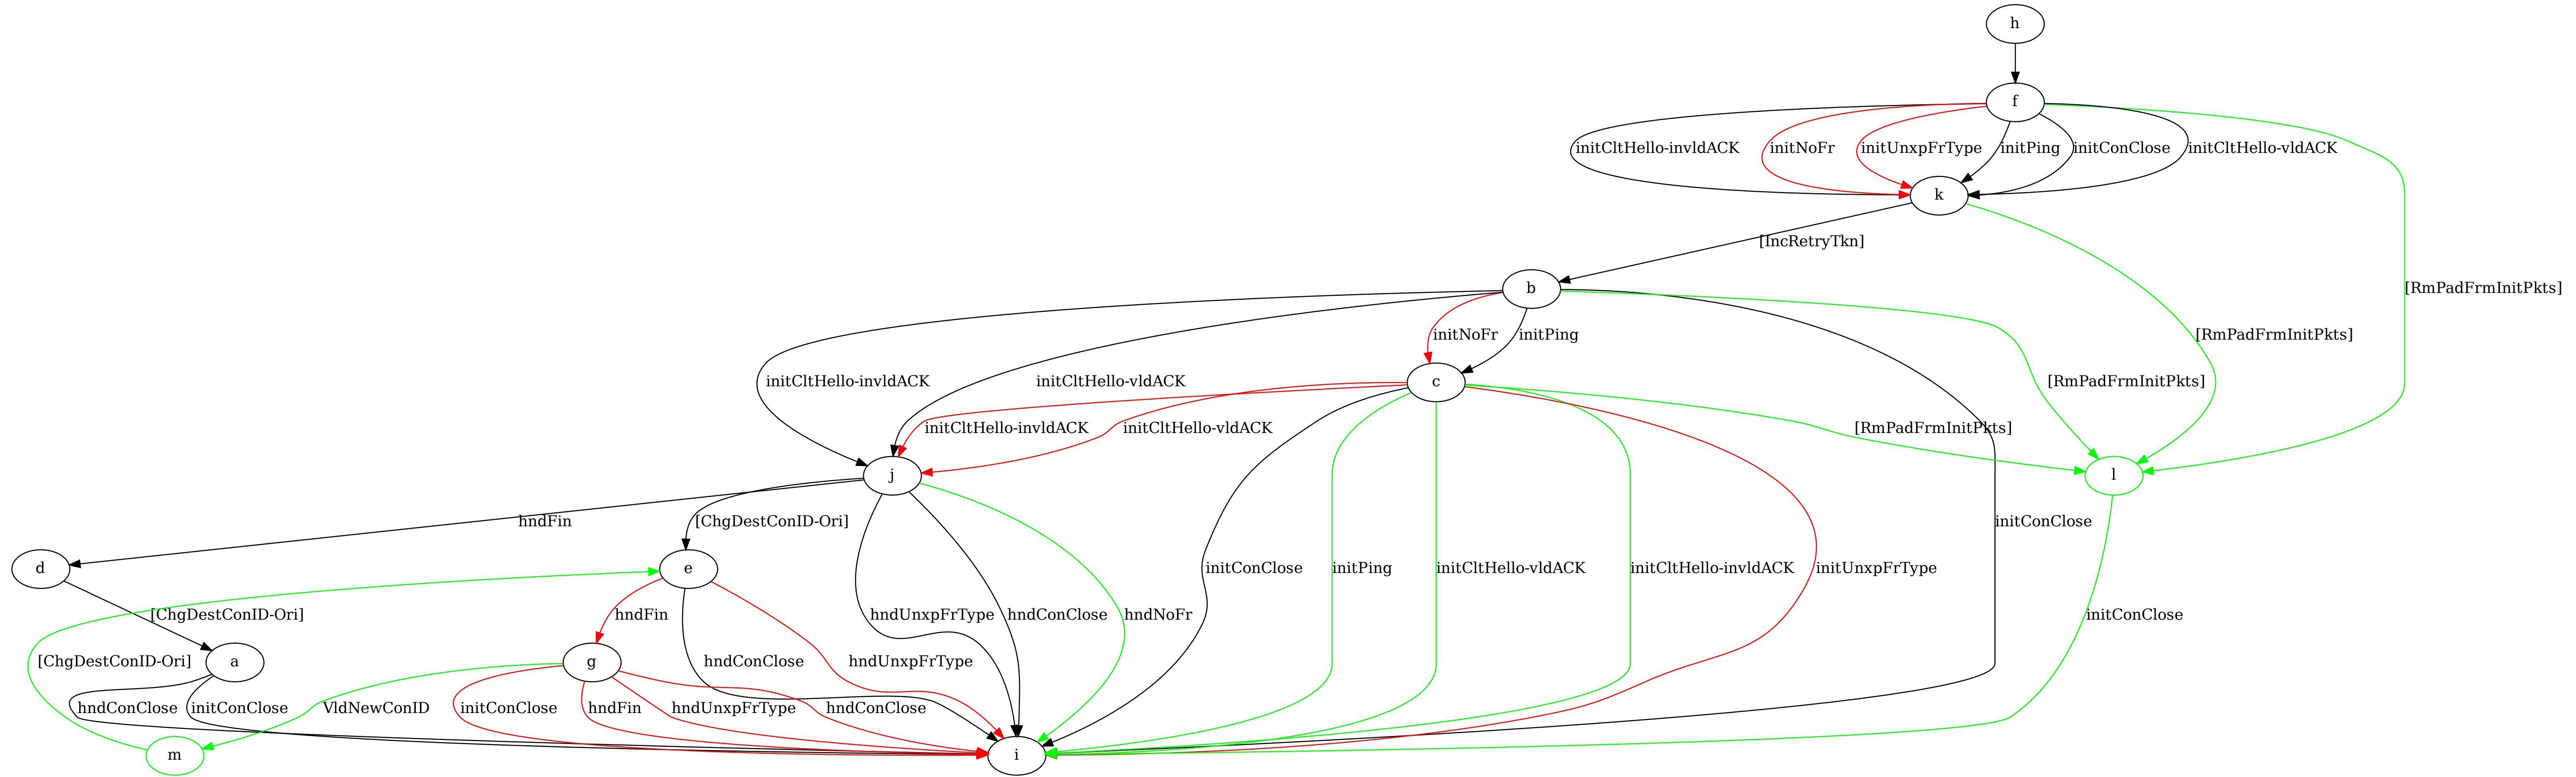 h
f
initCltHello-invldACK
initNoFr
initUnxpFrType
initPing
initConClose
initCltHello-vldACK
k
[IncRetryTkn]
b
[RmPadFrmInitPkts]
initNoFr
initPing
[RmPadFrmInitPkts]
initCltHello-invldACK
initCltHello-vldACK
c
[RmPadFrmInitPkts]
initCltHello-invldACK
initCltHello-vldACK
[RmPadFrmInitPkts]
j
l
hndFin
[ChgDestConID-Ori]
initConClose
d
e
initConClose
initPing
initCltHello-vldACK
initCltHello-invldACK
initUnxpFrType
[ChgDestConID-Ori]
hndFin
hndUnxpFrType
hndConClose
hndNoFr
initConClose
[ChgDestConID-Ori]
a
g
hndConClose
hndUnxpFrType
hndConClose
initConClose
VldNewConID
initConClose
hndFin
hndUnxpFrType
hndConClose
m
i